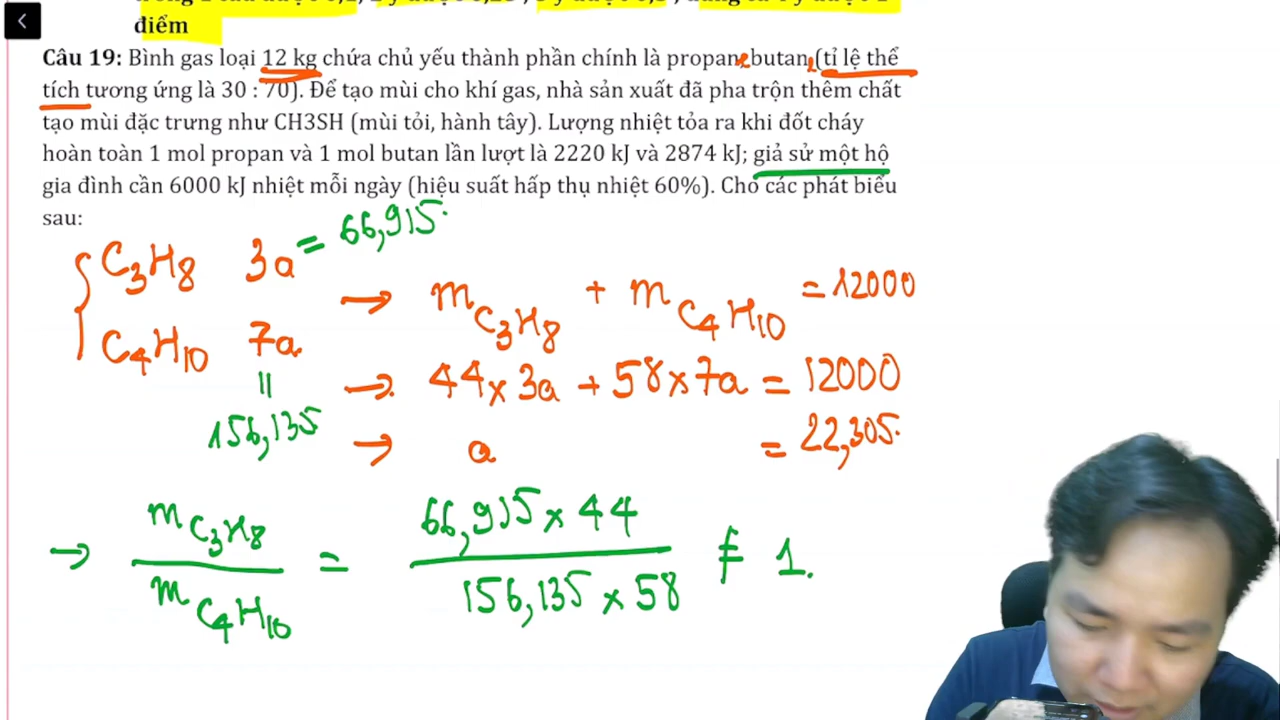 điểm
Câu 19: Bình gas loại 12 kg chứa chủ yếu thành phần chính là propan, butan (tỉ lệ thể
tích tương ứng là 30 : 70). Để tạo mùi cho khí gas, nhà sản xuất đã pha trộn thêm chất
tạo mùi đặc trưng như CH3SH (mùi tỏi, hành tây). Lượng nhiệt tỏa ra khi đốt cháy
hoàn toàn 1 mol propan và 1 mol butan lần lượt là 2220 kJ và 2874 kJ; giả sử một hộ
gia đình cần 6000 kJ nhiệt mỗi ngày (hiệu suất hấp thụ nhiệt 60%). Cho các phát biểu
sau:
C3H8 3a = 66,915
→ mC3H8 + mC4H10 = 12000
C4H10 7a
→ 44 x 3a + 58 x 7a = 12000
=
156,135
→ a = 22,305
→ mC3H8 / mC4H10 = 66,915 x 44 / 156,135 x 58 ≠ 1.